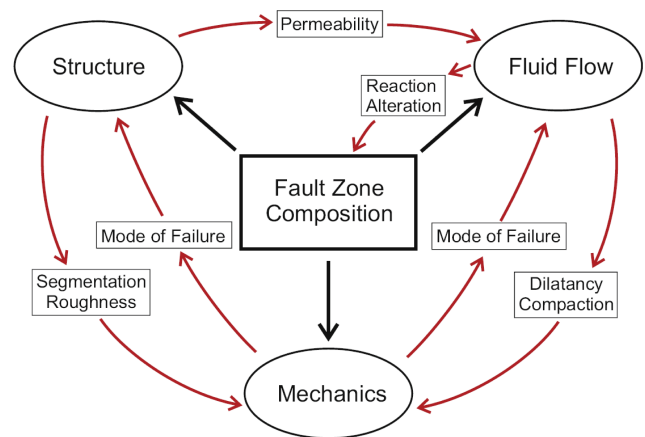 Permeability
Structure
Fluid Flow
Reaction
Alteration
Fault Zone
Composition
Mode of Failure
Mode of Failure
Segmentation
Roughness
Dilatancy
Compaction
Mechanics